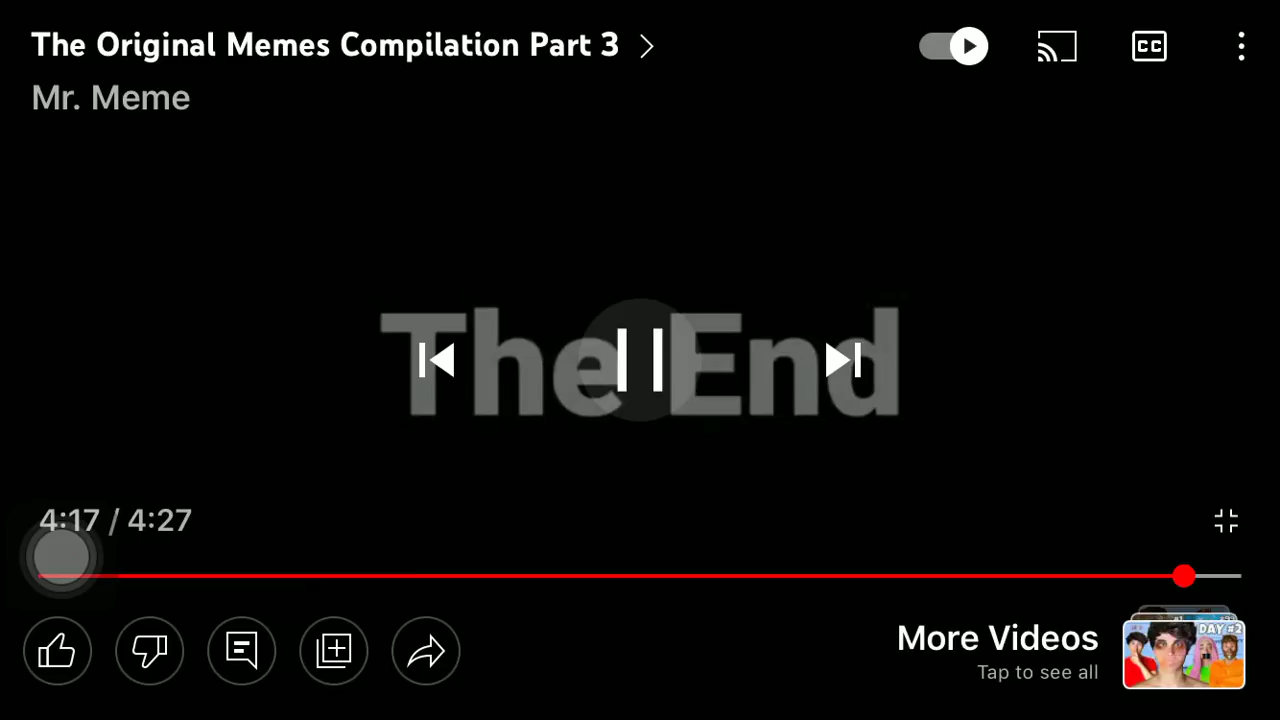 The Original Memes Compilation Part 3
CC
Mr. Meme
The End
4:17 / 4:27
More Videos
Tap to see all
DAY #2